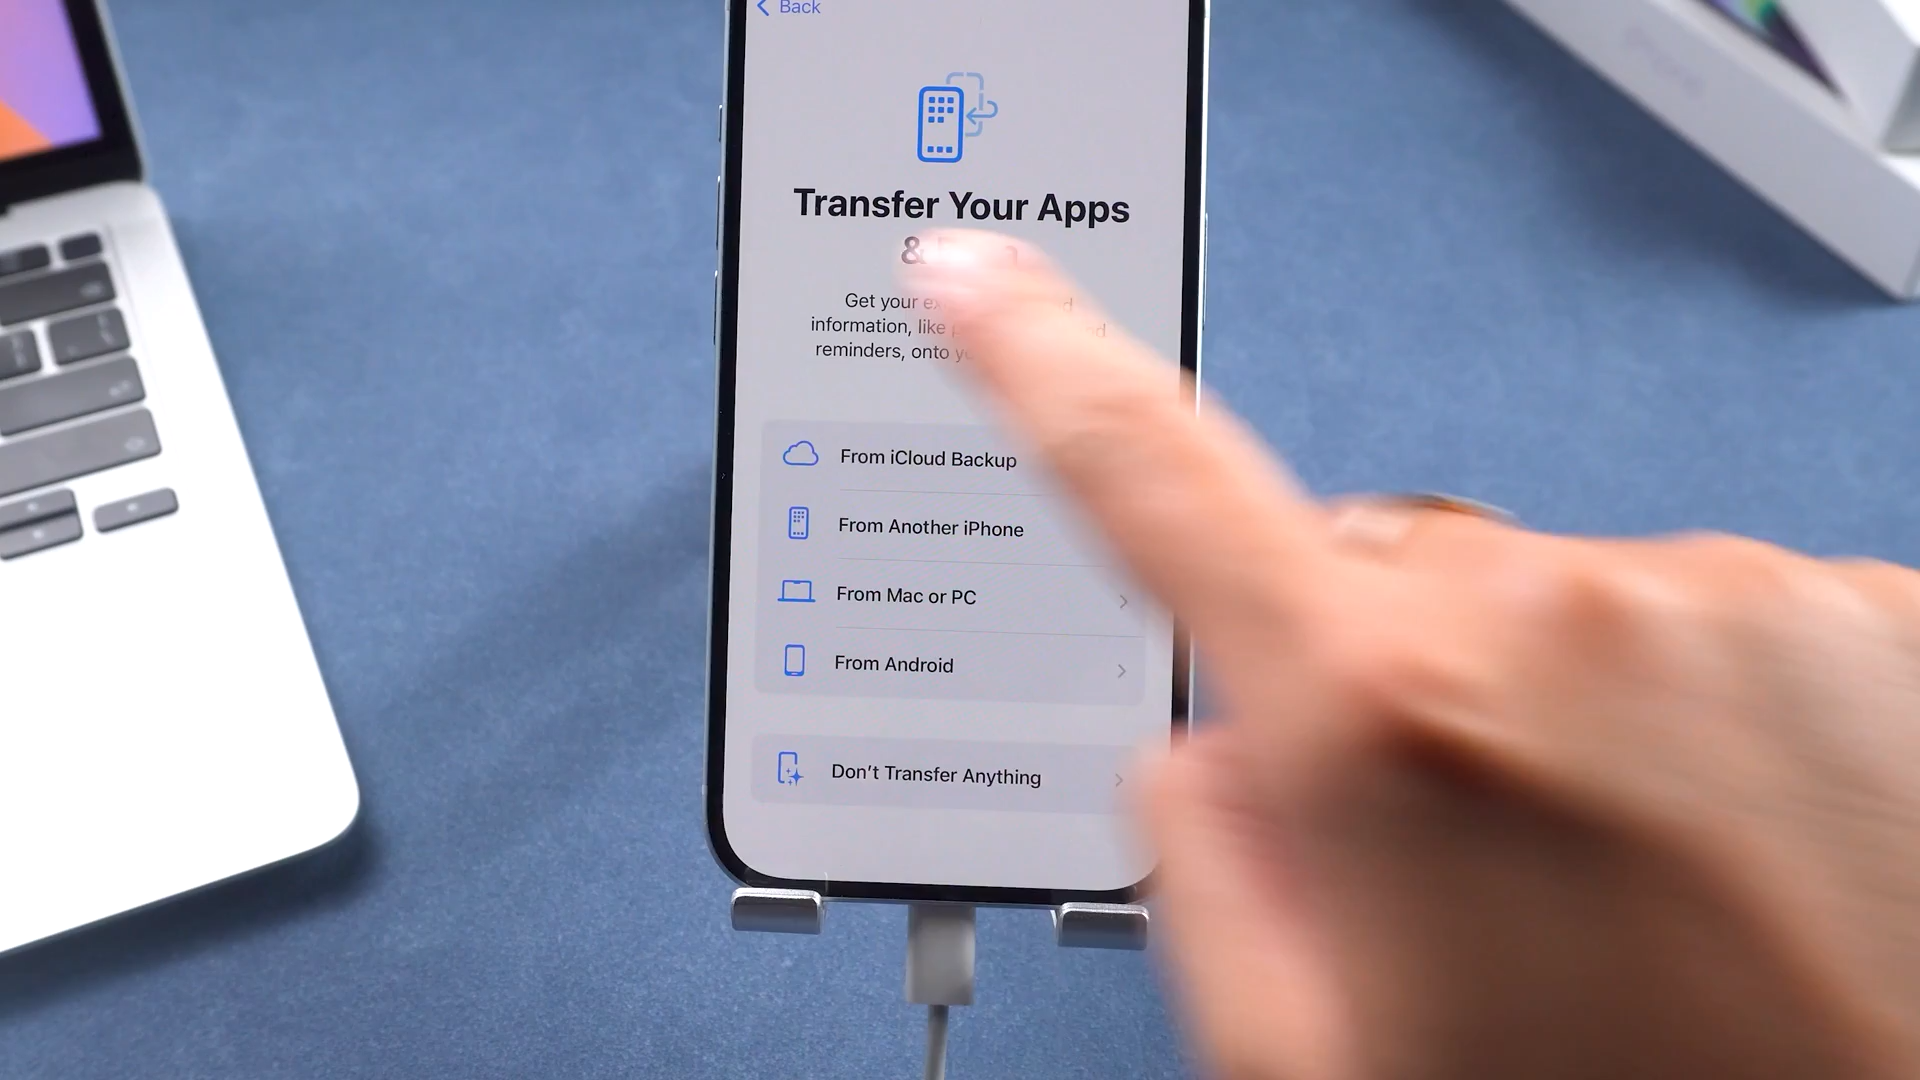 Back
Transfer Your Apps
&
Get your
information, like
reminders, onto
From iCloud Backup
From Another iPhone
From Mac or PC
From Android
Don't Transfer Anything